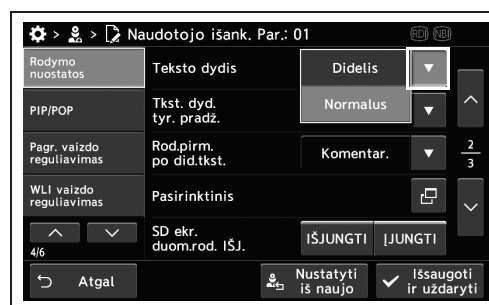 > > Naudotojo išank. Par.: 01 RDI NBI
Rodymo
nuostatos
Teksto dydis
Didelis
Normalus
PIP/POP
Tkst. dyd.
tyr. pradž.
Pagr. vaizdo
reguliavimas
Rod.pirm.
po did.tkst.
Komentar.
2
3
WLI vaizdo
reguliavimas
Pasirinktinis
4/6
SD ekr.
duom.rod. IŠJ.
IŠJUNGTI ĮJUNGTI
Atgal
Nustatyti
iš naujo
Išsaugoti
ir uždaryti